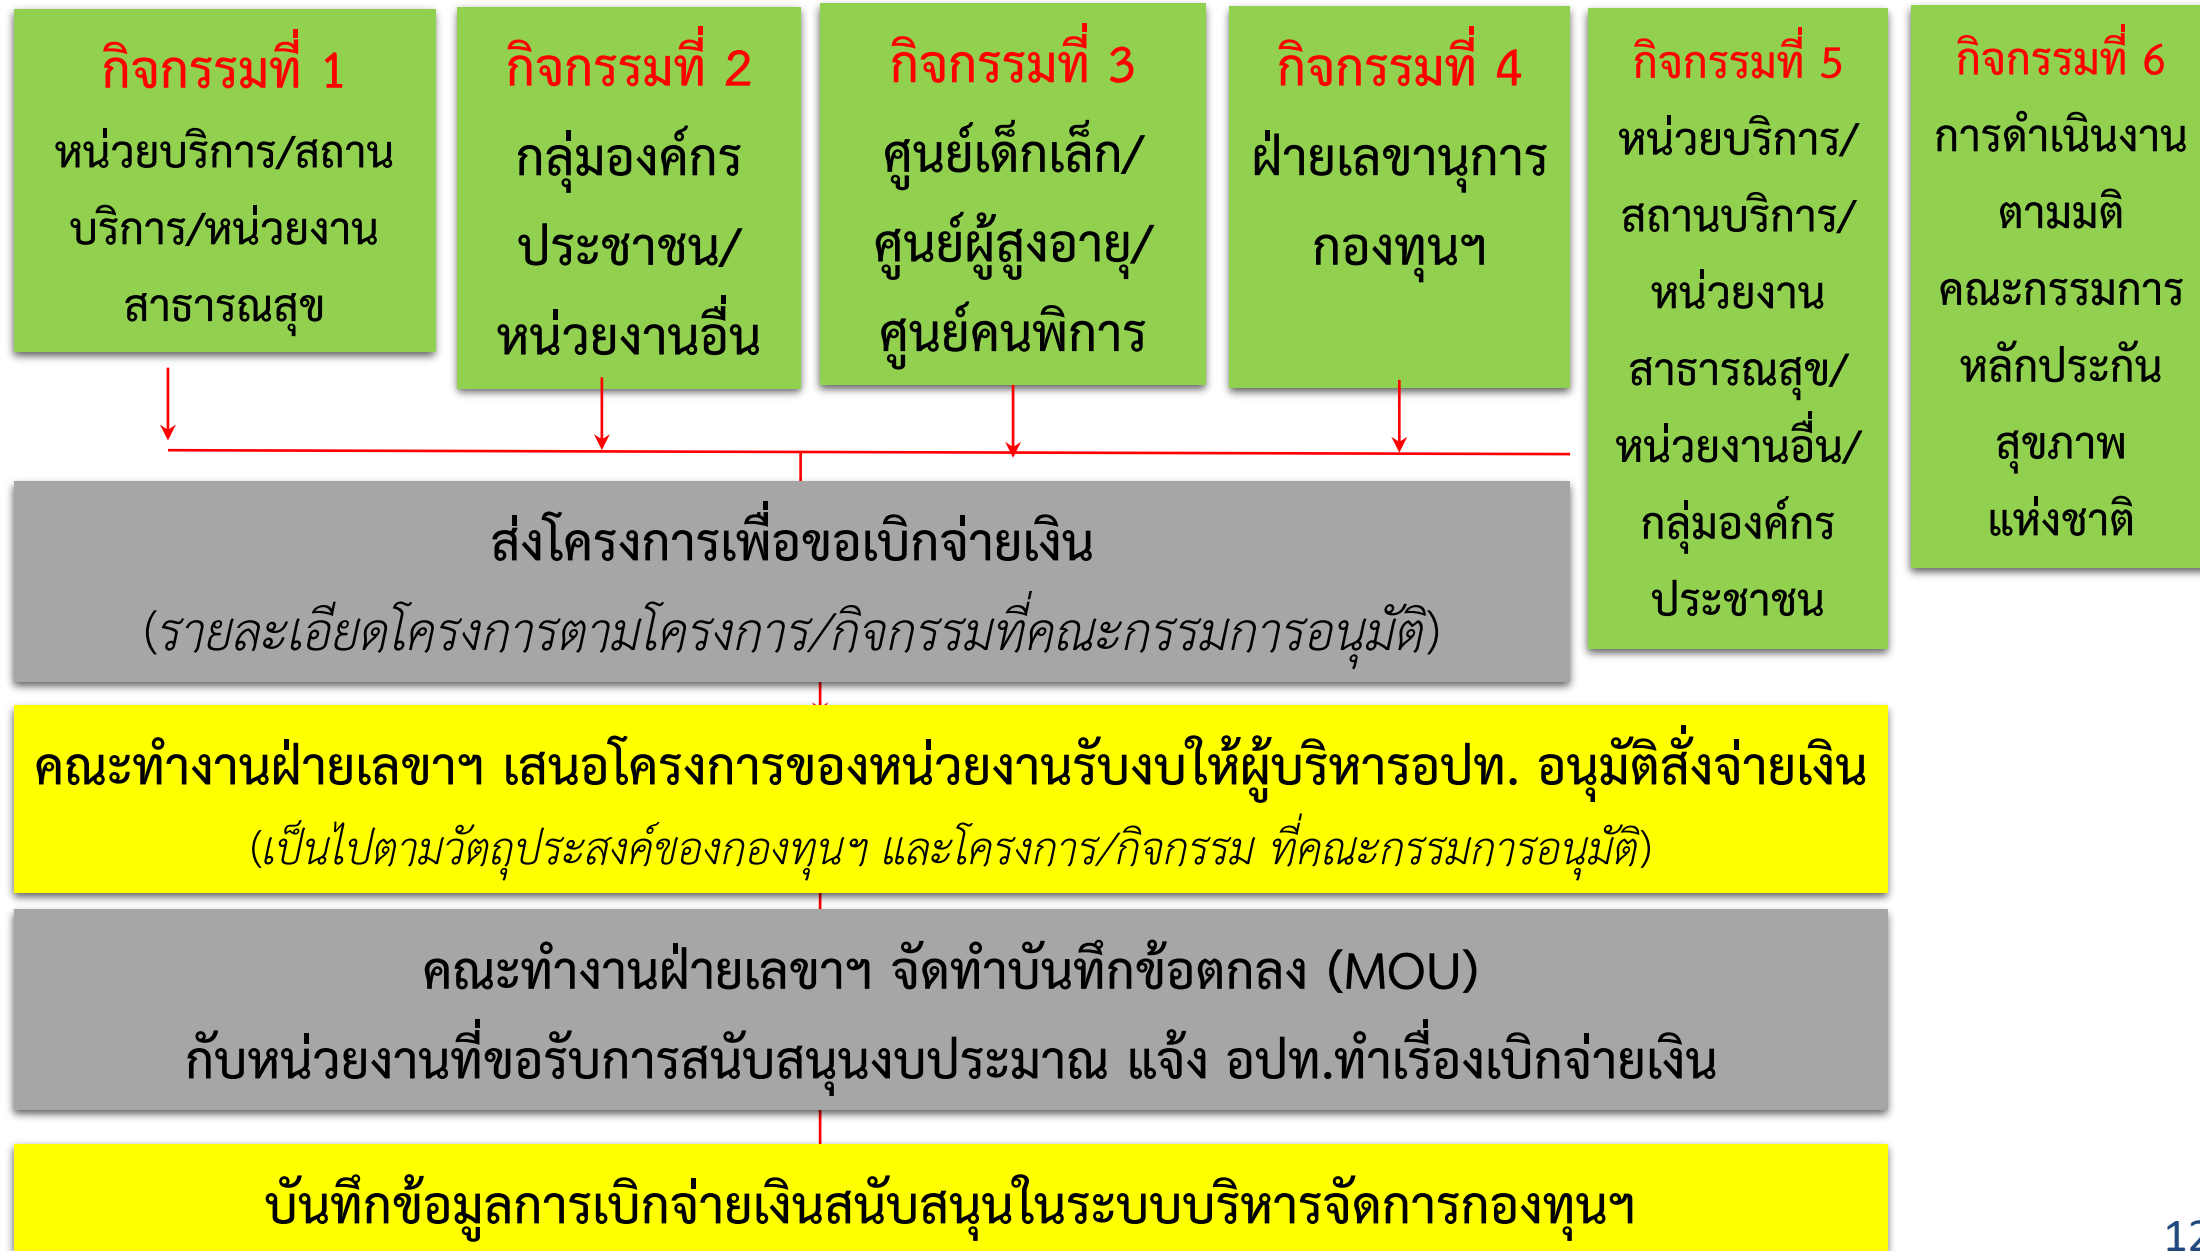 กิจกรรมที่ 1
หน่วยบริการ/สถาน
บริการ/หน่วยงาน
สาธารณสุข
กิจกรรมที่ 2
กลุ่มองค์กร
ประชาชน/
หน่วยงานอื่น
กิจกรรมที่ 3
ศูนย์เด็กเล็ก/
ศูนย์ผู้สูงอายุ/
ศูนย์คนพิการ
กิจกรรมที่ 4
ฝ่ายเลขานุการ
กองทุนฯ
กิจกรรมที่ 5
หน่วยบริการ/
สถานบริการ/
หน่วยงาน
สาธารณสุข/
หน่วยงานอื่น/
กลุ่มองค์กร
ประชาชน
กิจกรรมที่ 6
การดำเนินงาน
ตามมติ
คณะกรรมการ
หลักประกัน
สุขภาพ
แห่งชาติ
ส่งโครงการเพื่อขอเบิกจ่ายเงิน
(รายละเอียดโครงการตามโครงการ/กิจกรรมที่คณะกรรมการอนุมัติ)
คณะทำงานฝ่ายเลขาฯ เสนอโครงการของหน่วยงานรับงบให้ผู้บริหารอปท. อนุมัติสั่งจ่ายเงิน
(เป็นไปตามวัตถุประสงค์ของกองทุนฯ และโครงการ/กิจกรรม ที่คณะกรรมการอนุมัติ)
คณะทำงานฝ่ายเลขาฯ จัดทำบันทึกข้อตกลง (MOU)
กับหน่วยงานที่ขอรับการสนับสนุนงบประมาณ แจ้ง อปท.ทำเรื่องเบิกจ่ายเงิน
บันทึกข้อมูลการเบิกจ่ายเงินสนับสนุนในระบบบริหารจัดการกองทุนฯ
12